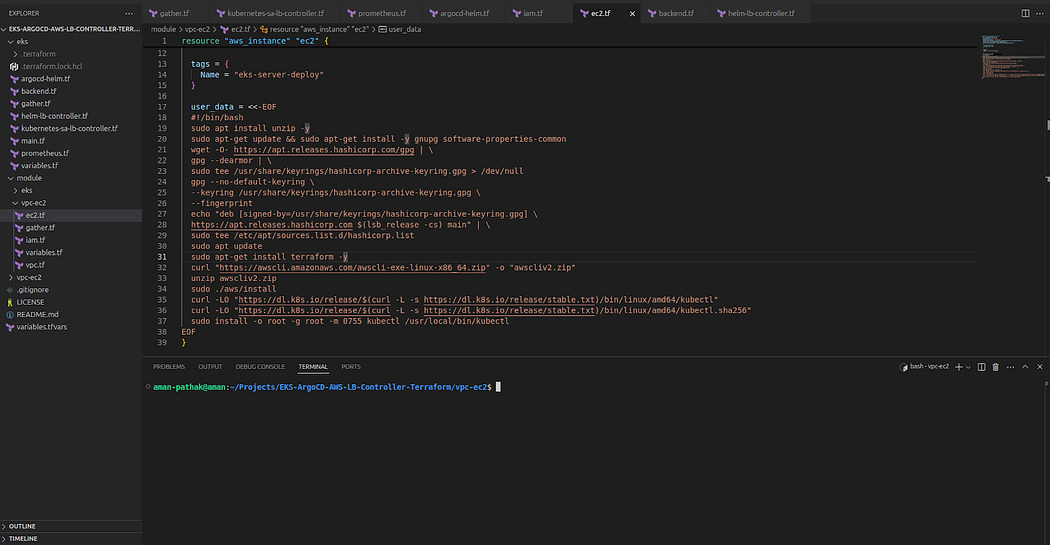 EXPLORER
···
gather.tf
kubernetes-sa-lb-controller.tf
prometheus.tf
argocd-helm.tf
iam.tf
ec2.tf
backend.tf
helm-lb-controller.tf
EKS-ARGOCD-AWS-LB-CONTROLLER-TERR...
eks
.terraform
.terraform.lock.hcl
argocd-helm.tf
backend.tf
gather.tf
helm-lb-controller.tf
kubernetes-sa-lb-controller.tf
main.tf
prometheus.tf
variables.tf
module
eks
vpc-ec2
ec2.tf
gather.tf
iam.tf
variables.tf
vpc.tf
vpc-ec2
.gitignore
LICENSE
README.md
variables.tfvars
OUTLINE
TIMELINE
module > vpc-ec2 > ec2.tf > resource "aws_instance" "ec2" > user_data
1 resource "aws_instance" "ec2" {
12
13 tags = {
14 Name = "eks-server-deploy"
15 }
16
17 user_data = <<-EOF
18 #!/bin/bash
19 sudo apt install unzip -y
20 sudo apt-get update && sudo apt-get install -y gnupg software-properties-common
21 wget -O- https://apt.releases.hashicorp.com/gpg | \
22 gpg --dearmor | \
23 sudo tee /usr/share/keyrings/hashicorp-archive-keyring.gpg > /dev/null
24 gpg --no-default-keyring \
25 --keyring /usr/share/keyrings/hashicorp-archive-keyring.gpg \
26 --fingerprint
27 echo "deb [signed-by=/usr/share/keyrings/hashicorp-archive-keyring.gpg] \
28 https://apt.releases.hashicorp.com $(lsb_release -cs) main" | \
29 sudo tee /etc/apt/sources.list.d/hashicorp.list
30 sudo apt update
31 sudo apt-get install terraform -y
32 curl "https://awscli.amazonaws.com/awscli-exe-linux-x86_64.zip" -o "awscliv2.zip"
33 unzip awscliv2.zip
34 sudo ./aws/install
35 curl -LO "https://dl.k8s.io/release/$(curl -L -s https://dl.k8s.io/release/stable.txt)/bin/linux/amd64/kubectl"
36 curl -LO "https://dl.k8s.io/release/$(curl -L -s https://dl.k8s.io/release/stable.txt)/bin/linux/amd64/kubectl.sha256"
37 sudo install -o root -g root -m 0755 kubectl /usr/local/bin/kubectl
38 EOF
39 }
PROBLEMS OUTPUT DEBUG CONSOLE TERMINAL PORTS
bash - vpc-ec2
aman-pathak@aman:~/Projects/EKS-ArgoCD-AWS-LB-Controller-Terraform/vpc-ec2$